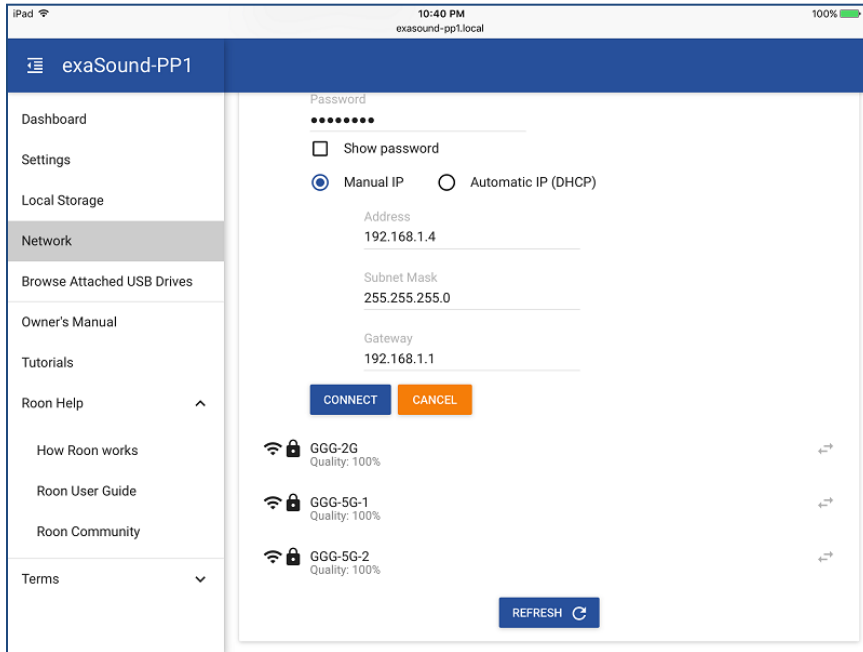 iPad
10:40 PM
100%
exasound-pp1.local
exaSound-PP1
Dashboard
Settings
Local Storage
Network
Browse Attached USB Drives
Owner's Manual
Tutorials
Roon Help
How Roon works
Roon User Guide
Roon Community
Terms
Password
••••••••
Show password
Manual IP
Automatic IP (DHCP)
Address
192.168.1.4
Subnet Mask
255.255.255.0
Gateway
192.168.1.1
CONNECT
CANCEL
GGG-2G
Quality: 100%
GGG-5G-1
Quality: 100%
GGG-5G-2
Quality: 100%
REFRESH